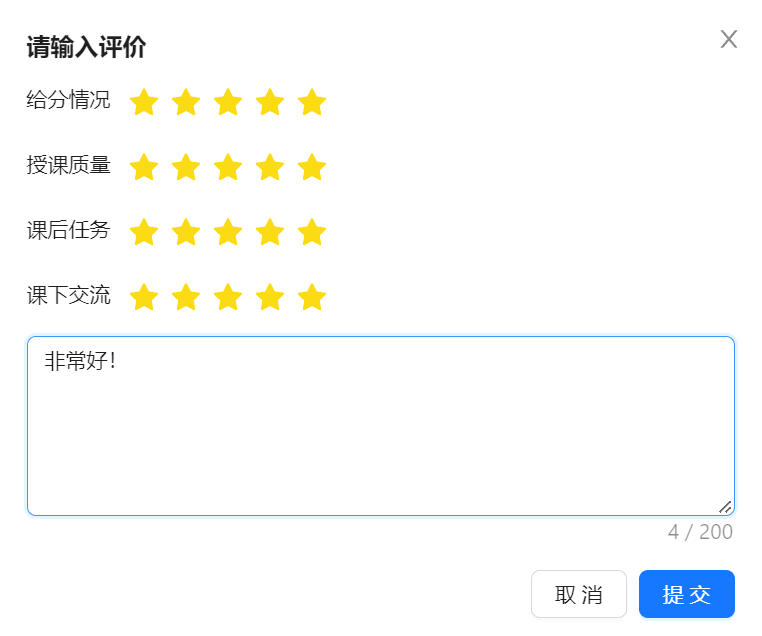 请输入评价
给分情况
授课质量
课后任务
课下交流
非常好！
4 / 200
取 消
提 交